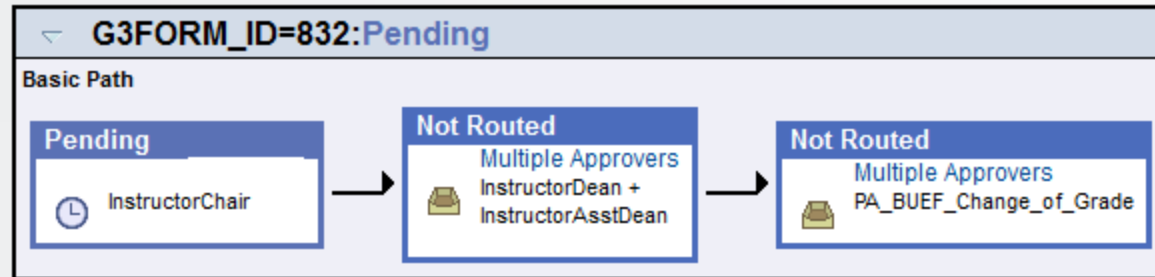 G3FORM_ID=832:Pending
Basic Path
Pending
InstructorChair
Not Routed
Multiple Approvers
InstructorDean +
InstructorAsstDean
Not Routed
Multiple Approvers
PA_BUEF_Change_of_Grade